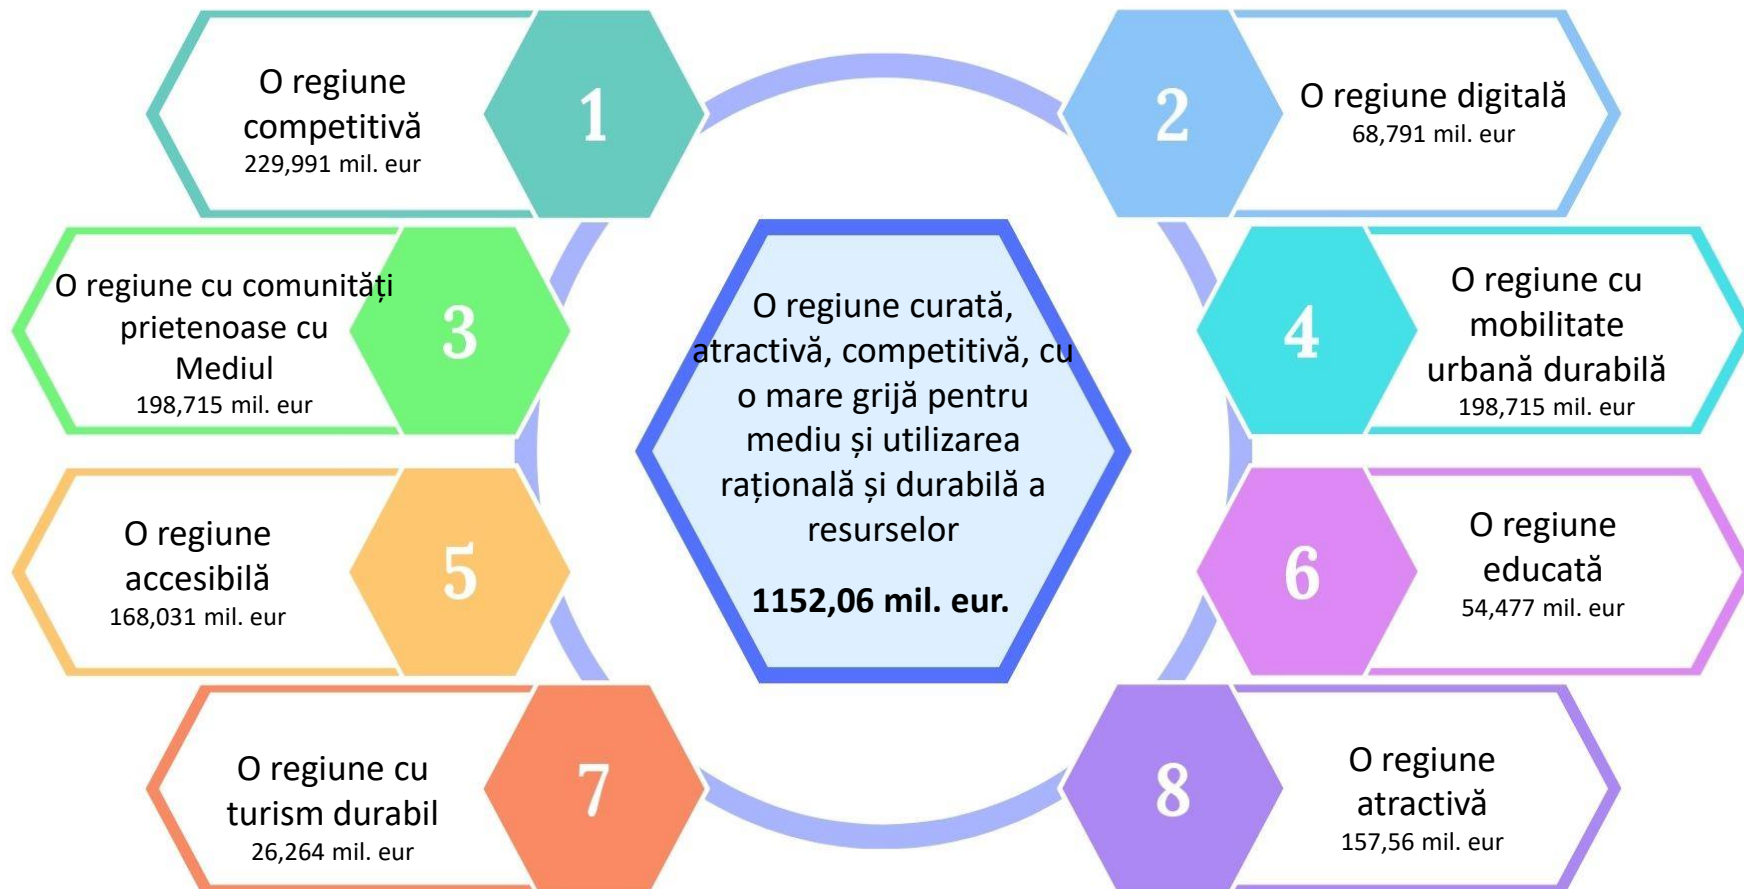 O regiune
competitivă
229,991 mil. eur
1
2
O regiune digitală
68,791 mil. eur
O regiune cu comunități
prietenoase cu
Mediul
198,715 mil. eur
3
O regiune curată,
atractivă, competitivă, cu
o mare grijă pentru
mediu și utilizarea
rațională și durabilă a
resurselor
1152,06 mil. eur.
4
O regiune cu
mobilitate
urbană durabilă
198,715 mil. eur
O regiune
accesibilă
168,031 mil. eur
5
6
O regiune
educată
54,477 mil. eur
O regiune cu
turism durabil
26,264 mil. eur
7
8
O regiune
atractivă
157,56 mil. eur